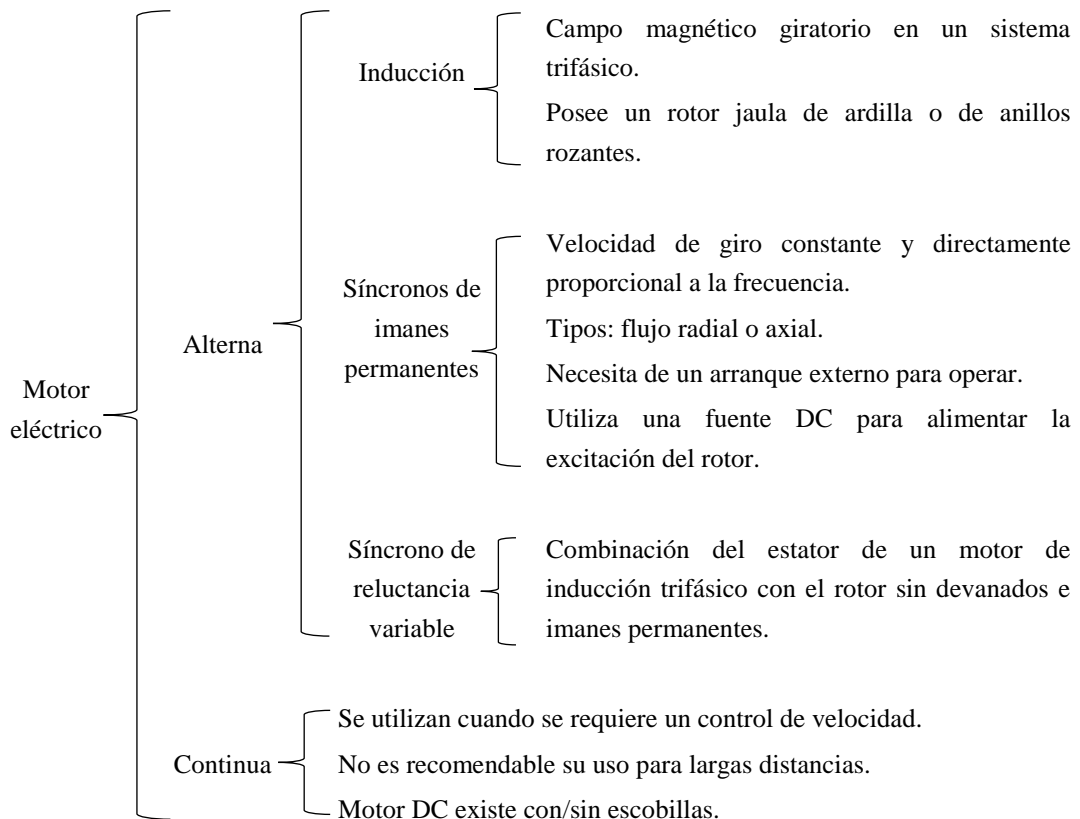 Motor
eléctrico
Alterna
Inducción
Campo magnético giratorio en un sistema
trifásico.
Posee un rotor jaula de ardilla o de anillos
rozantes.
Síncronos de
imanes
permanentes
Velocidad de giro constante y directamente
proporcional a la frecuencia.
Tipos: flujo radial o axial.
Necesita de un arranque externo para operar.
Utiliza una fuente DC para alimentar la
excitación del rotor.
Síncrono de
reluctancia
variable
Combinación del estator de un motor de
inducción trifásico con el rotor sin devanados e
imanes permanentes.
Continua
Se utilizan cuando se requiere un control de velocidad.
No es recomendable su uso para largas distancias.
Motor DC existe con/sin escobillas.